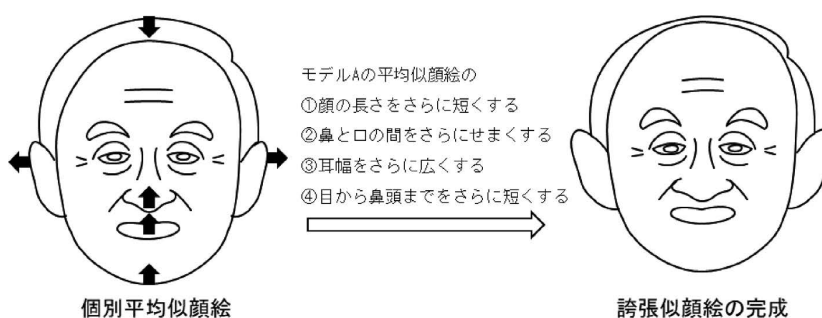 モデルAの平均似顔絵の
①顔の長さをさらに短くする
②鼻と口の間をさらにせまくする
③耳幅をさらに広くする
④目から鼻頭までをさらに短くする
個別平均似顔絵
誇張似顔絵の完成